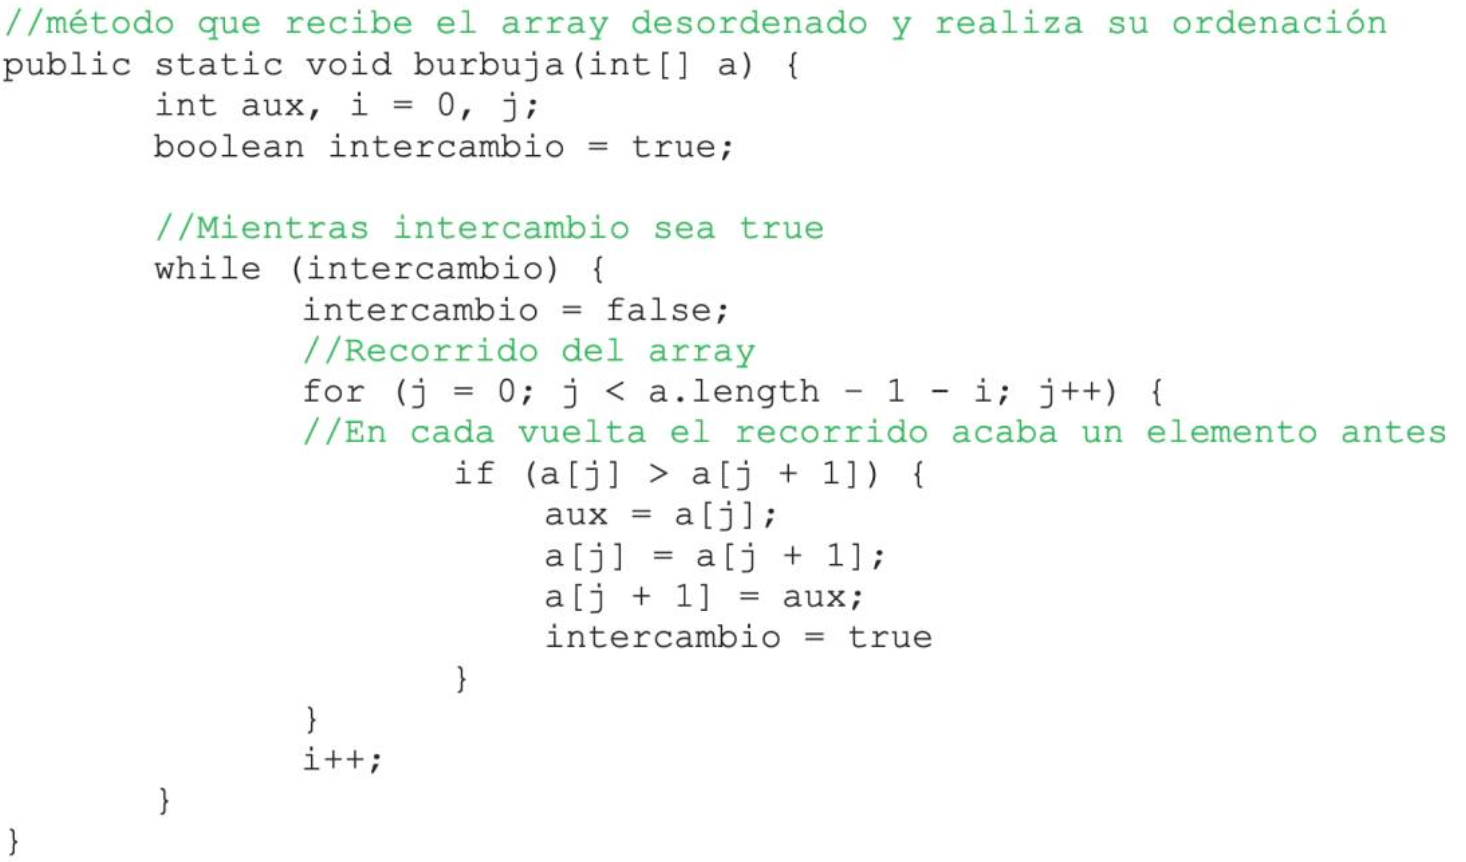 //método que recibe el array desordenado y realiza su ordenación
public static void burbuja(int[] a) {
int aux, i = 0, j;
boolean intercambio = true;
//Mientras intercambio sea true
while (intercambio) {
intercambio = false;
//Recorrido del array
for (j = 0; j < a.length – 1 - i; j++) {
//En cada vuelta el recorrido acaba un elemento antes
if (a[j] > a[j + 1]) {
aux = a[j];
a[j] = a[j + 1];
a[j + 1] = aux;
intercambio = true
}
}
i++;
}
}